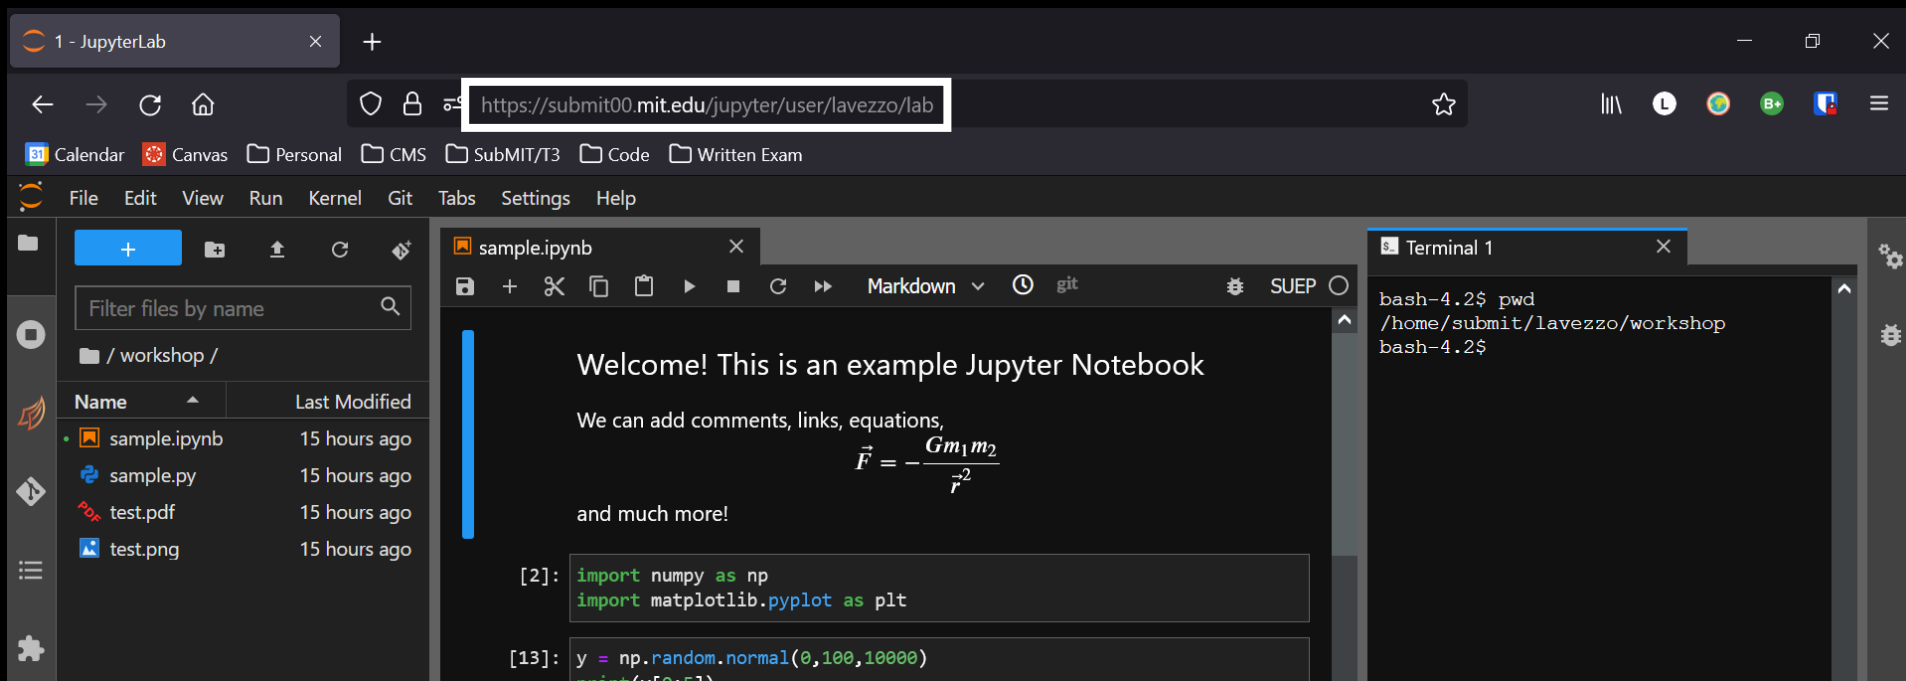 1 - JupyterLab
https://submit00.mit.edu/jupyter/user/lavezzo/lab
L
B+
31 Calendar Canvas Personal CMS SubMIT/T3 Code Written Exam
File Edit View Run Kernel Git Tabs Settings Help
sample.ipynb
Terminal 1
Markdown
git
SUEP
Filter files by name
/ workshop /
Name Last Modified
sample.ipynb 15 hours ago
sample.py 15 hours ago
PDF test.pdf 15 hours ago
test.png 15 hours ago
Welcome! This is an example Jupyter Notebook
We can add comments, links, equations,
F⃗ = −Gm₁m₂/r⃗²
and much more!
[2]: import numpy as np
import matplotlib.pyplot as plt
[13]: y = np.random.normal(0,100,10000)
$_
bash-4.2$ pwd
/home/submit/lavezzo/workshop
bash-4.2$